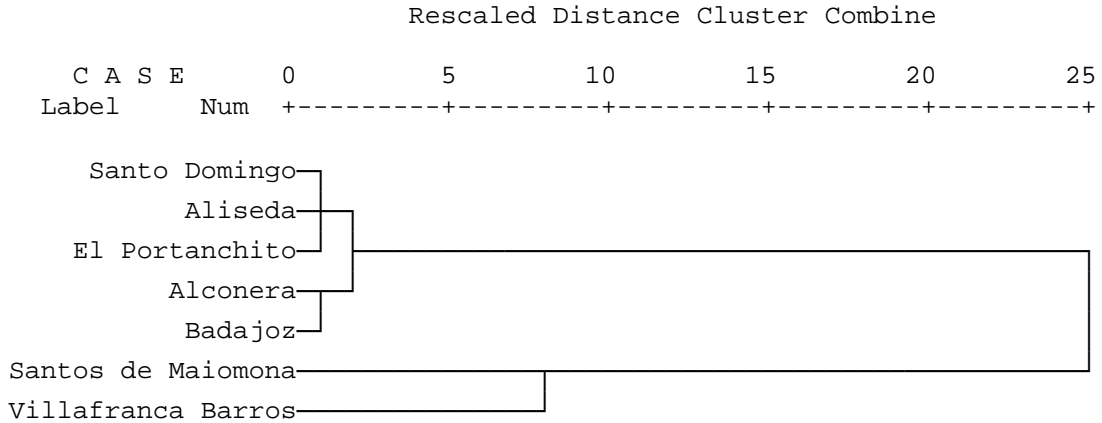 Rescaled Distance Cluster Combine
C A S E 0 5 10 15 20 25
Label Num +---------+---------+---------+---------+---------+
Santo Domingo
Aliseda
El Portanchito
Alconera
Badajoz
Santos de Maiomona
Villafranca Barros